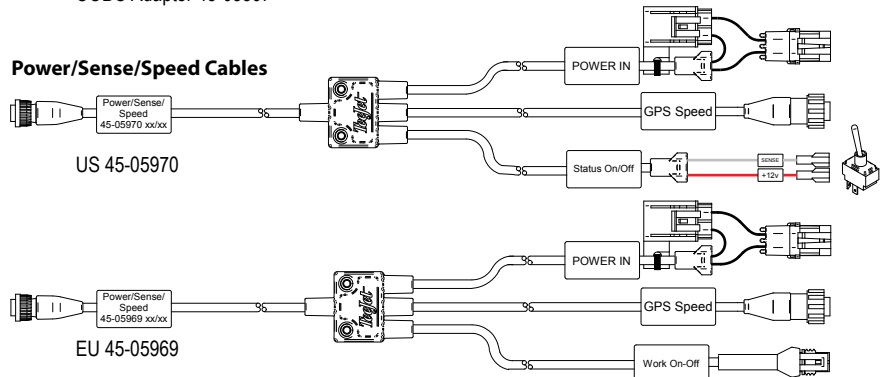 Power/Sense/Speed Cables
Power/Sense/
Speed
45-05970 xx/xx
US 45-05970
TeeJet
POWER IN
GPS Speed
Status On/Off
SENSE
+12v
Power/Sense/
Speed
45-05969 xx/xx
EU 45-05969
TeeJet
POWER IN
GPS Speed
Work On-Off